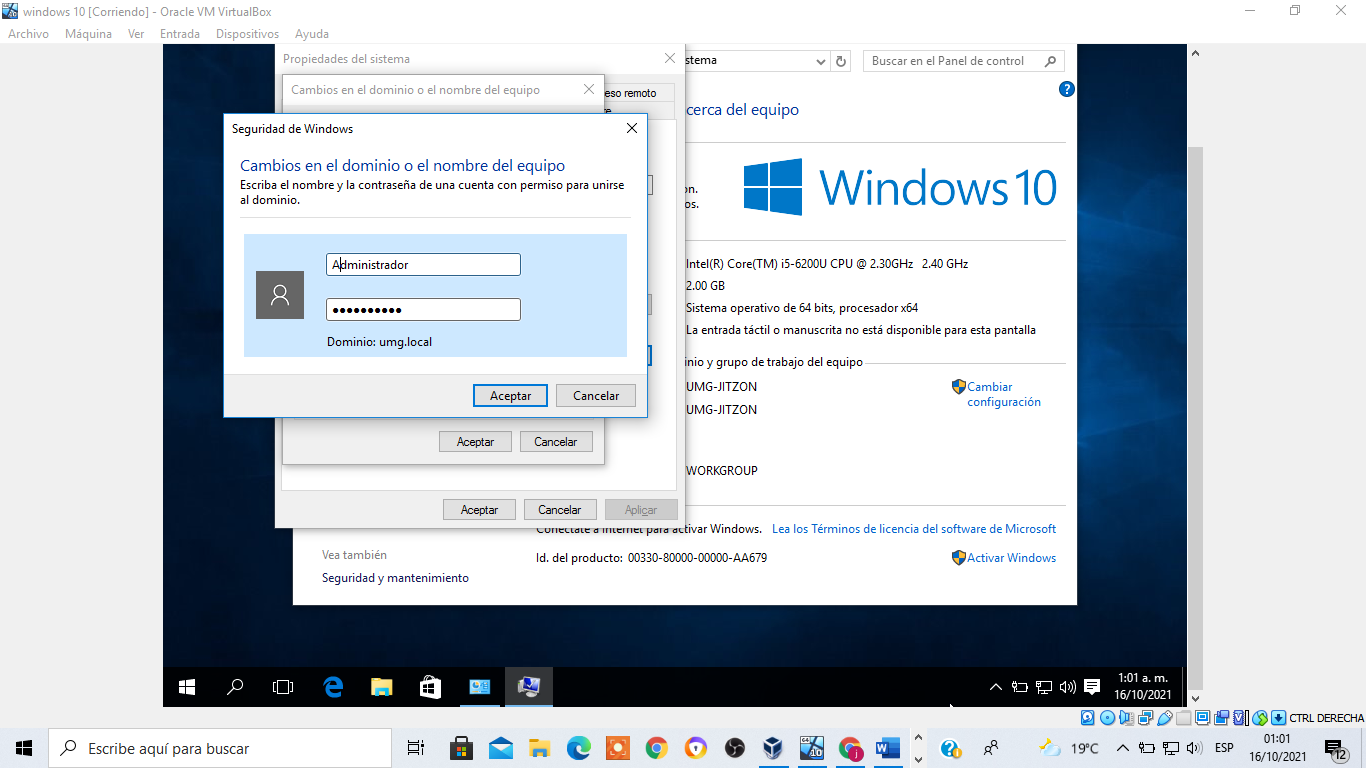 windows 10 [Corriendo] - Oracle VM VirtualBox
Archivo Máquina Ver Entrada Dispositivos Ayuda
Propiedades del sistema
stema
Buscar en el Panel de control
Cambios en el dominio o el nombre del equipo
eso remoto
cerca del equipo
Seguridad de Windows
Cambios en el dominio o el nombre del equipo
Escriba el nombre y la contraseña de una cuenta con permiso para unirse
al dominio.
on.
os.
Windows 10
Administrador
Dominio: umg.local
Aceptar Cancelar
Intel(R) Core(TM) i5-6200U CPU @ 2.30GHz 2.40 GHz
2.00 GB
Sistema operativo de 64 bits, procesador x64
La entrada táctil o manuscrita no está disponible para esta pantalla
inio y grupo de trabajo del equipo
UMG-JITZON
Cambiar
configuración
UMG-JITZON
Aceptar Cancelar
WORKGROUP
Aceptar Cancelar Aplicar
Conéctate a Internet para activar Windows. Lea los Términos de licencia del software de Microsoft
Vea también
Id. del producto: 00330-80000-00000-AA679
Activar Windows
Seguridad y mantenimiento
1:01 a. m.
16/10/2021
CTRL DERECHA
Escribe aquí para buscar
19°C
ESP
01:01
16/10/2021
12